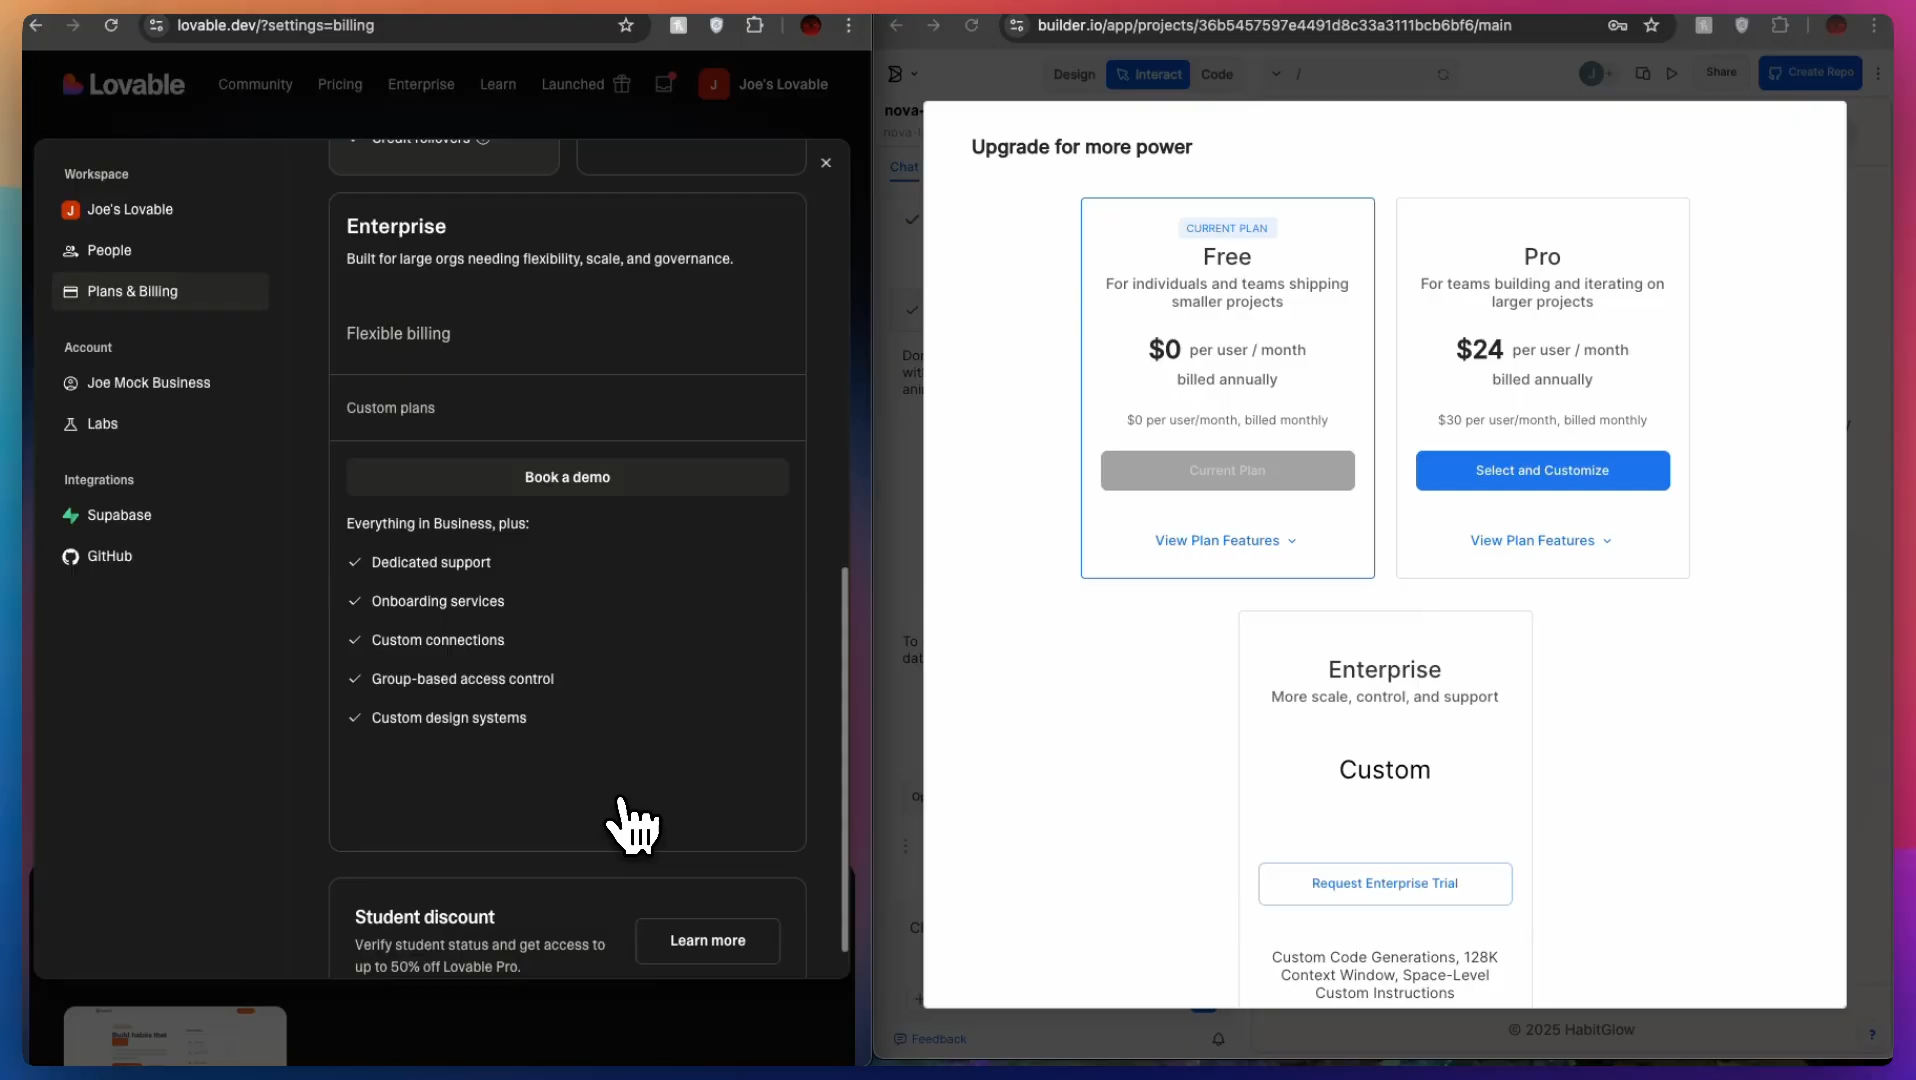 lovable.dev/?settings=billing
Lovable
Community
Pricing
Enterprise
Learn
Launched
J
Joe's Lovable
Credit rollovers
Workspace
J
Joe's Lovable
People
Plans & Billing
Account
Joe Mock Business
Labs
Integrations
Supabase
GitHub
Enterprise
Built for large orgs needing flexibility, scale, and governance.
Flexible billing
Custom plans
Book a demo
Everything in Business, plus:
Dedicated support
Onboarding services
Custom connections
Group-based access control
Custom design systems
Student discount
Verify student status and get access to
up to 50% off Lovable Pro.
Learn more
Build habits that
builder.io/app/projects/36b5457597e4491d8c33a3111bcb6bf6/main
Design
Interact
Code
/
J
Share
Create Repo
nova-
Chat
Upgrade for more power
CURRENT PLAN
Free
For individuals and teams shipping
smaller projects
$0 per user / month
billed annually
$0 per user/month, billed monthly
Current Plan
View Plan Features
Pro
For teams building and iterating on
larger projects
$24 per user / month
billed annually
$30 per user/month, billed monthly
Select and Customize
View Plan Features
Enterprise
More scale, control, and support
Custom
Request Enterprise Trial
Custom Code Generations, 128K
Context Window, Space-Level
Custom Instructions
Feedback
© 2025 HabitGlow
?